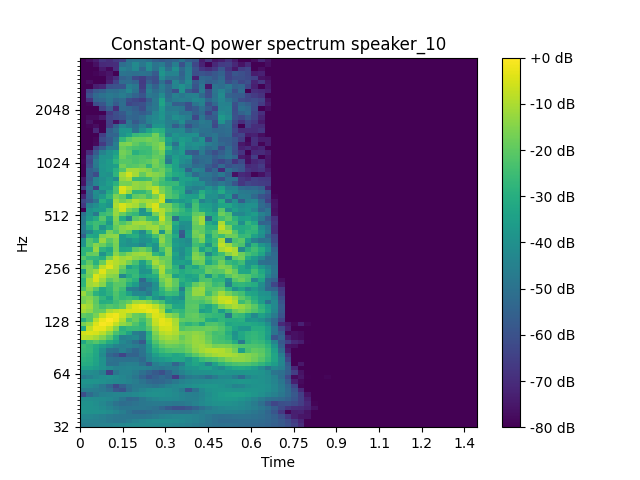 Constant-Q power spectrum speaker_10
Hz
2048
1024
512
256
128
64
32
0 0.15 0.3 0.45 0.6 0.75 0.9 1.1 1.2 1.4
Time
+0 dB
-10 dB
-20 dB
-30 dB
-40 dB
-50 dB
-60 dB
-70 dB
-80 dB